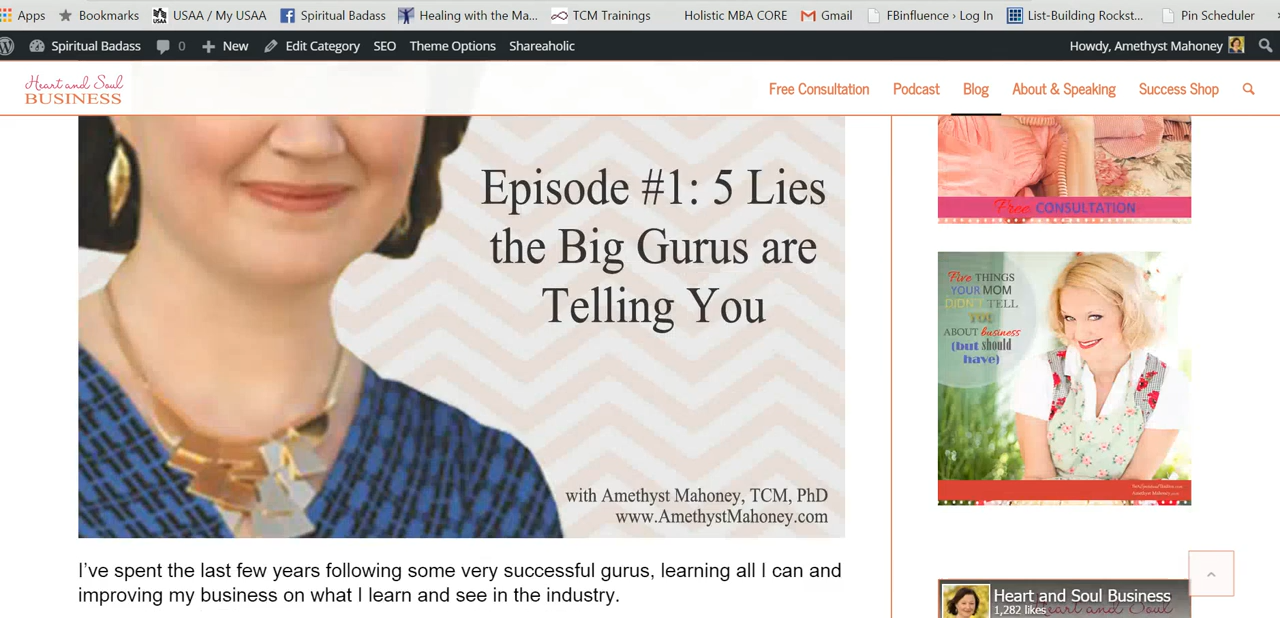 Apps Bookmarks USAA / My USAA Spiritual Badass Healing with the Ma... TCM Trainings Holistic MBA CORE Gmail FBinfluence › Log In List-Building Rockst... Pin Scheduler
Spiritual Badass 0 New Edit Category SEO Theme Options Shareaholic Howdy, Amethyst Mahoney
Heart and Soul
BUSINESS
Free Consultation Podcast Blog About & Speaking Success Shop
Episode #1: 5 Lies
the Big Gurus are
Telling You
with Amethyst Mahoney, TCM, PhD
www.AmethystMahoney.com
I've spent the last few years following some very successful gurus, learning all I can and
improving my business on what I learn and see in the industry.
Free CONSULTATION
Five THINGS
YOUR MOM
DIDN'T TELL
YOU
ABOUT business
(but should
have)
Heart and Soul Business
1,282 likes